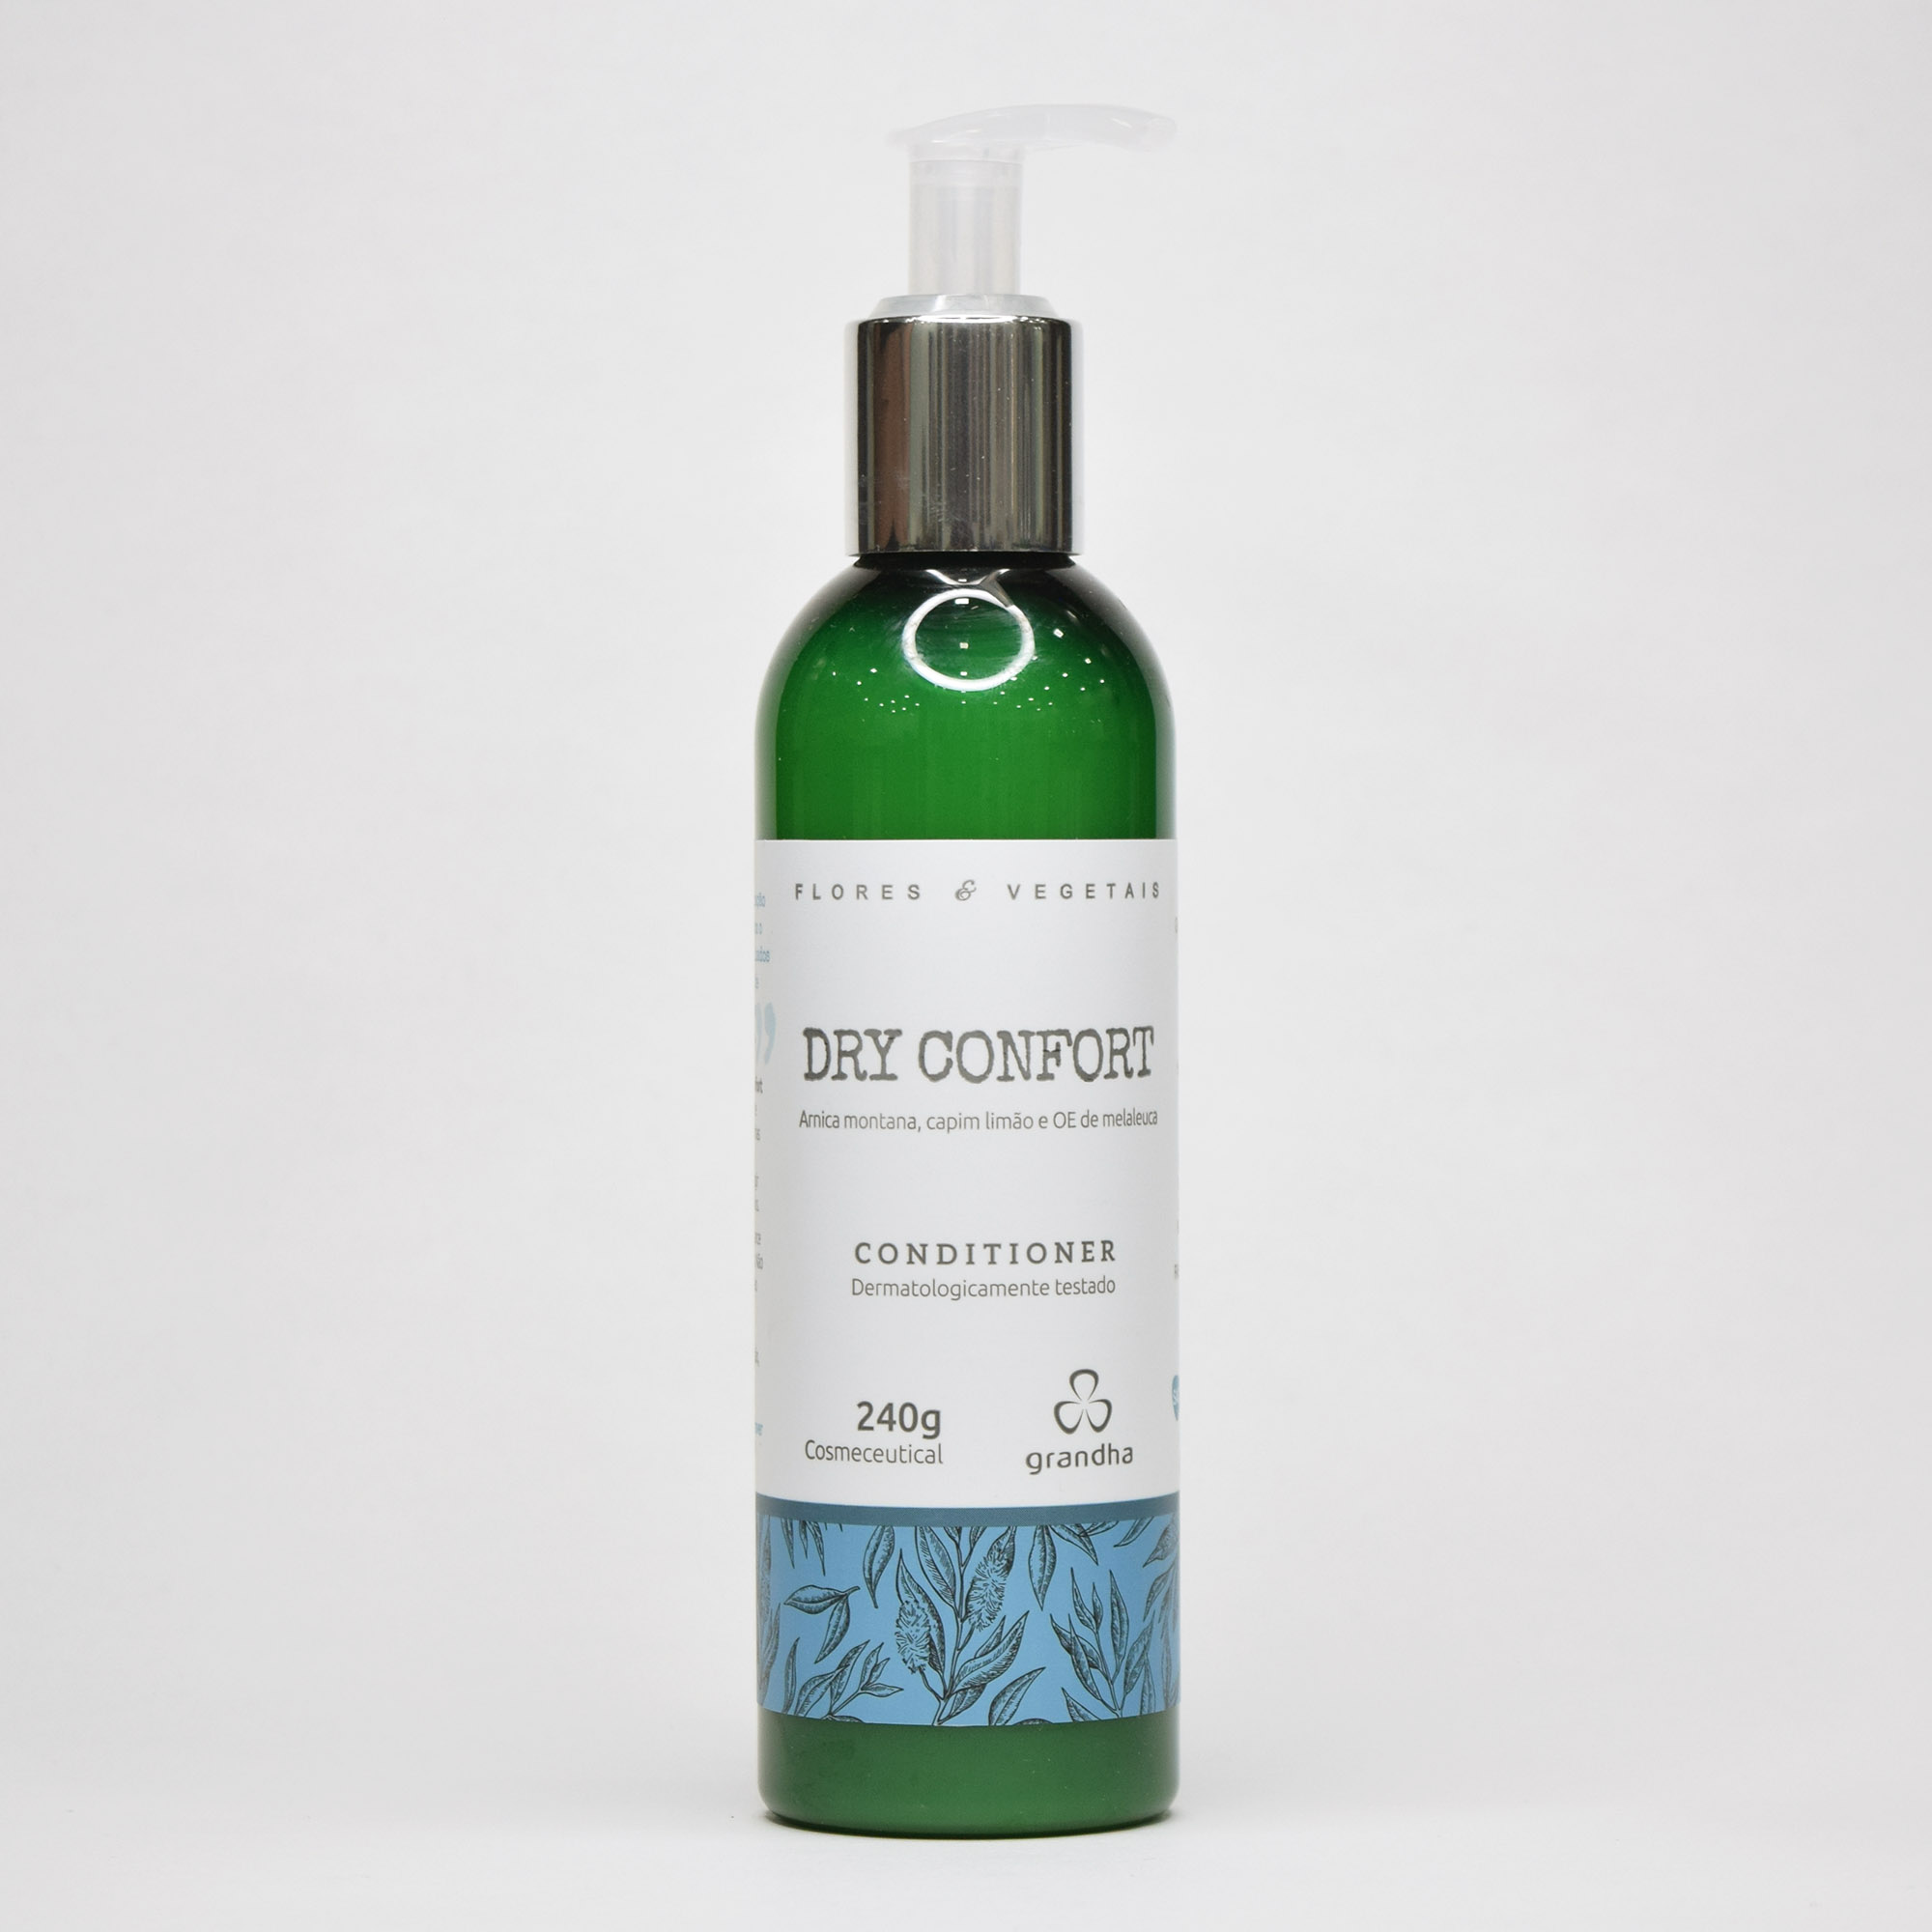 FLORES & VEGETAIS
DRY CONFORT
Arnica montana, capim limão e OE de melaleuca
CONDITIONER
Dermatologicamente testado
240g
Cosmeceutical
grandha